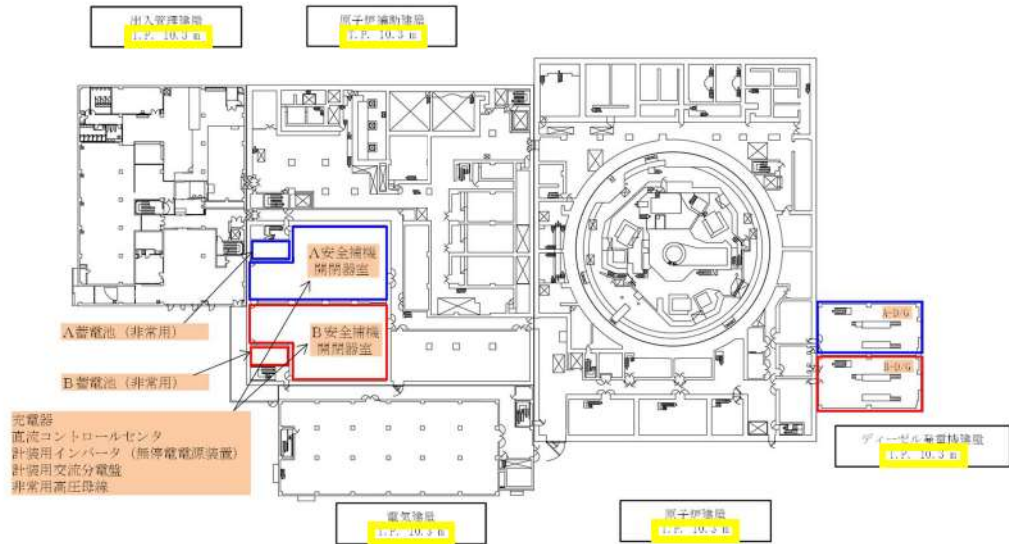 出入管理建屋
T.P. 10.3 m
原子炉補助建屋
T.P. 10.3 m
A安全補機
開閉器室
A蓄電池（非常用）
B安全補機
開閉器室
B蓄電池（非常用）
A-D/G
B-D/G
充電器
直流コントロールセンタ
計装用インバータ（無停電電源装置）
計装用交流分電盤
非常用高圧母線
ディーゼル発電機建屋
T.P. 10.3 m
電気建屋
T.P. 10.3 m
原子炉建屋
T.P. 10.3 m